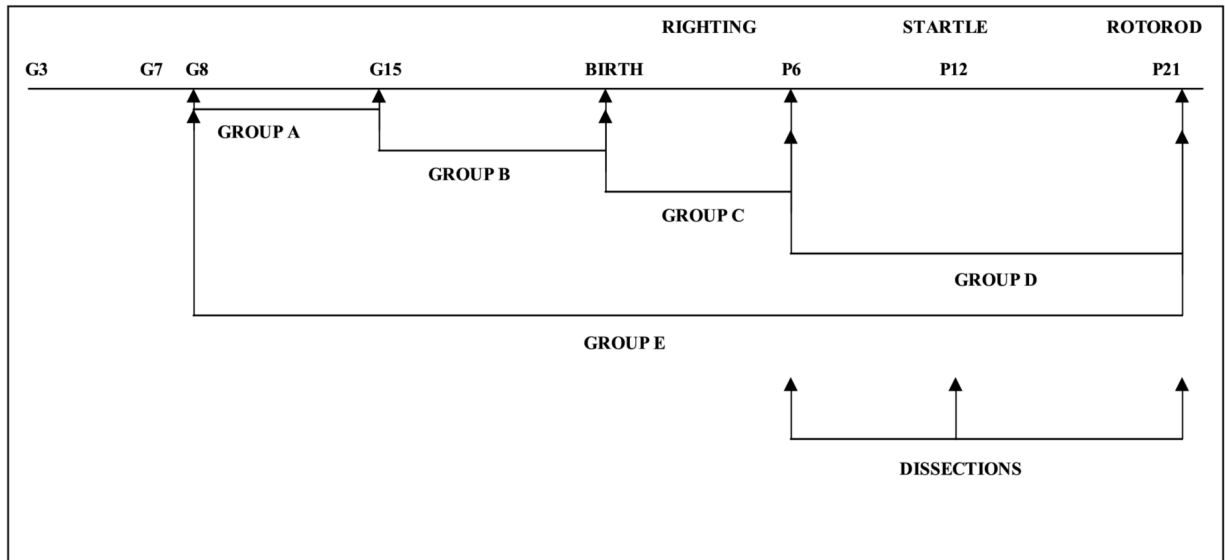 RIGHTING STARTLE ROTOROD
G3 G7 G8 G15 BIRTH P6 P12 P21
GROUP A
GROUP B
GROUP C
GROUP D
GROUP E
DISSECTIONS